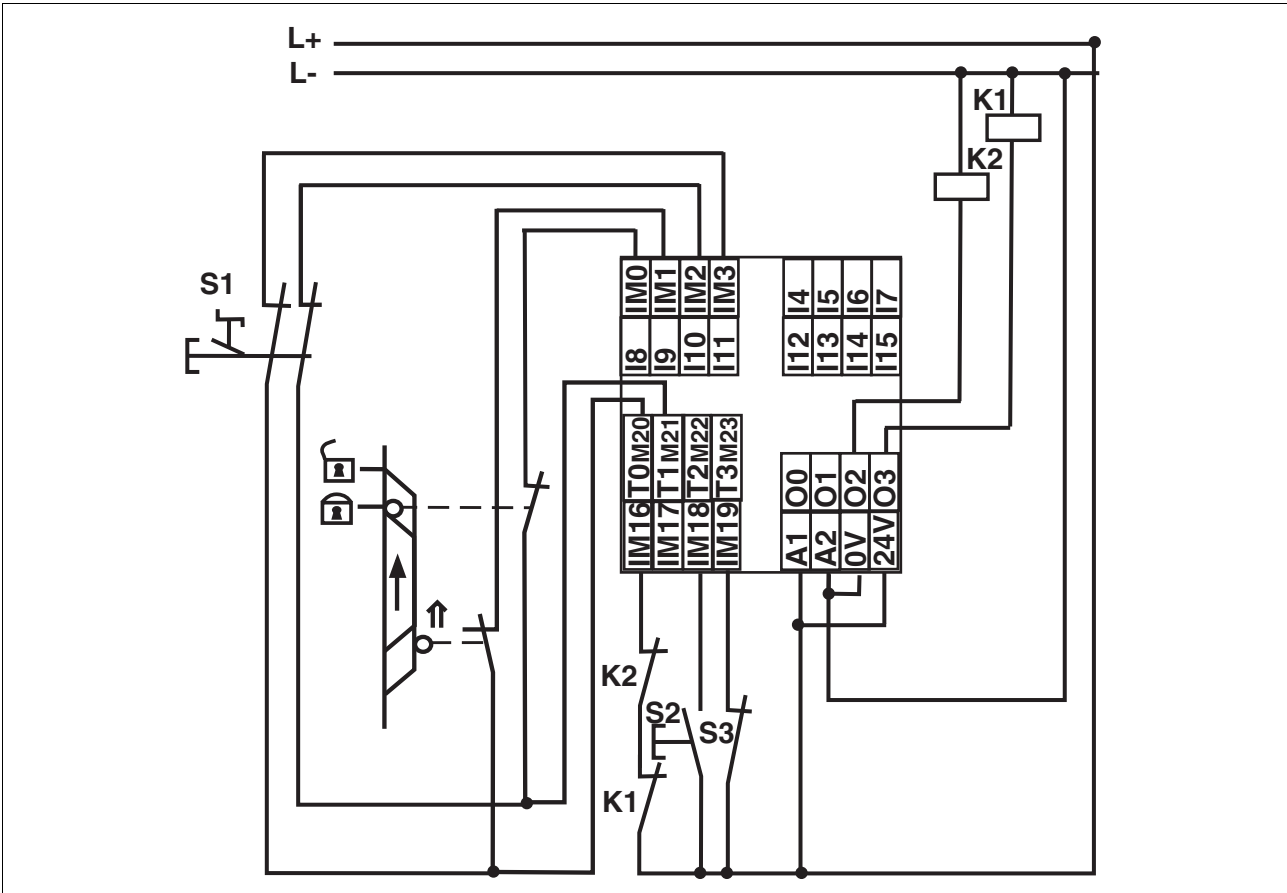 L+
L-
K1
K2
S1
IM0 IM1 IM2 IM3
I4 I5 I6 I7
I8 I9 I10 I11
I12 I13 I14 I15
T0M20 T1M21 T2M22 T3M23
O0 O1 O2 O3
IM16 IM17 IM18 IM19
A1 A2 0V 24V
K2
S2
S3
K1